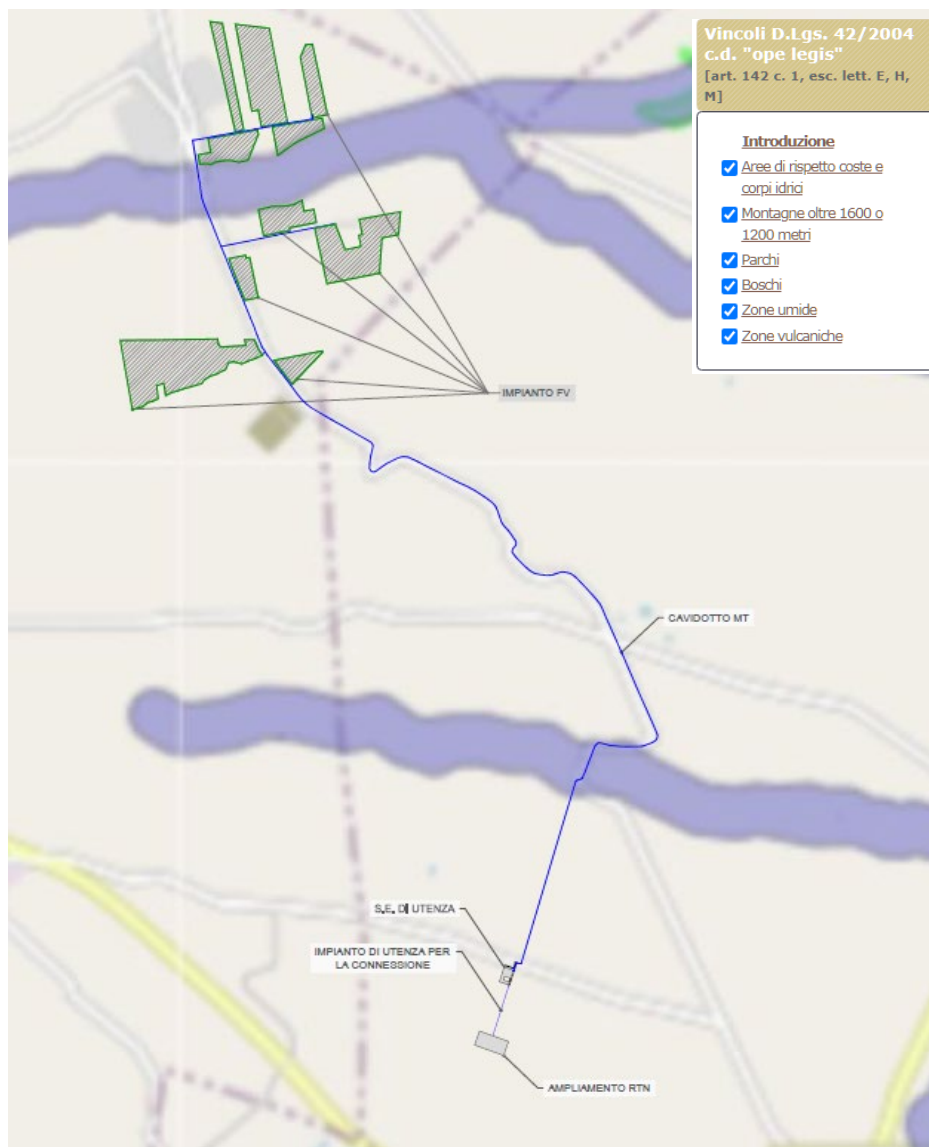 Vincoli D.Lgs. 42/2004
c.d. "ope legis"
[art. 142 c. 1, esc. lett. E, H,
M]
Introduzione
Aree di rispetto coste e
corpi idrici
Montagne oltre 1600 o
1200 metri
Parchi
Boschi
Zone umide
Zone vulcaniche
IMPIANTO FV
CAVIDOTTO MT
S.E. DI UTENZA
IMPIANTO DI UTENZA PER
LA CONNESSIONE
AMPLIAMENTO RTN